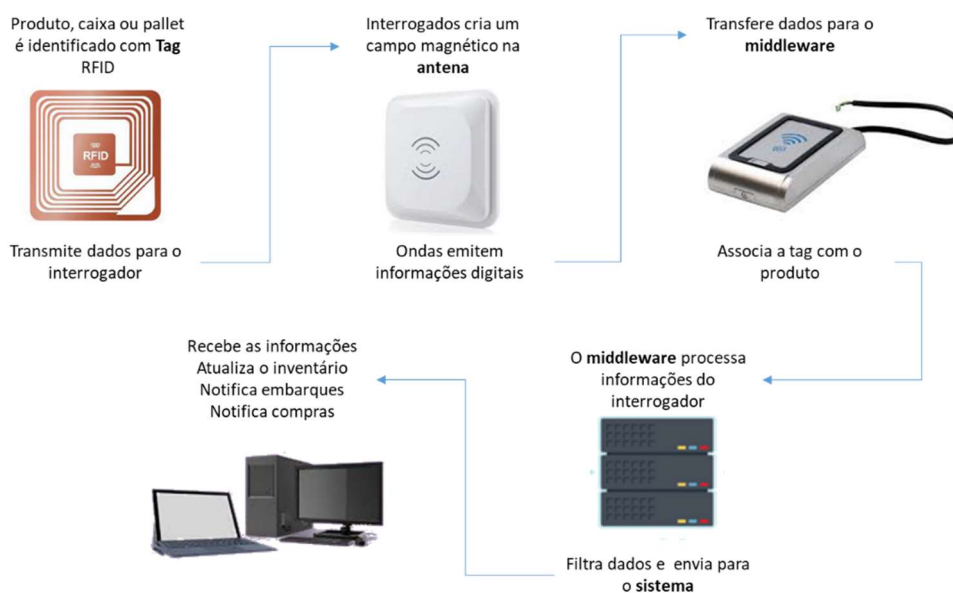 Produto, caixa ou pallet
é identificado com Tag
RFID
RFID
Transmite dados para o
interrogador
Interrogados cria um
campo magnético na
antena
Ondas emitem
informações digitais
Transfere dados para o
middleware
Associa a tag com o
produto
O middleware processa
informações do
interrogador
Filtra dados e envia para
o sistema
Recebe as informações
Atualiza o inventário
Notifica embarques
Notifica compras